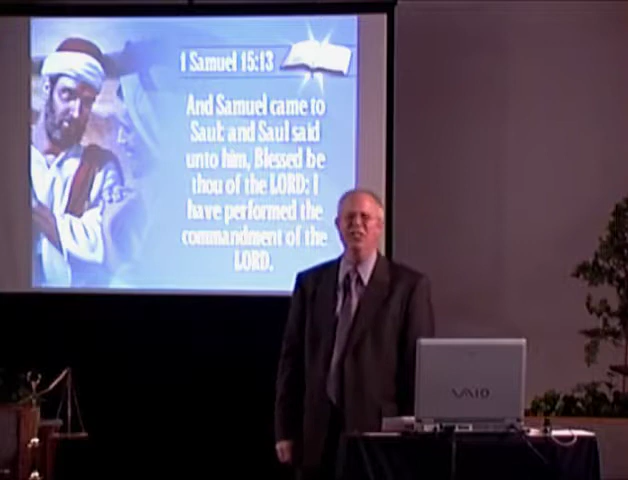 1 Samuel 15:13
And Samuel came to
Saul: and Saul said
unto him, Blessed be
thou of the LORD: I
have performed the
commandment of the
LORD.
VAIO